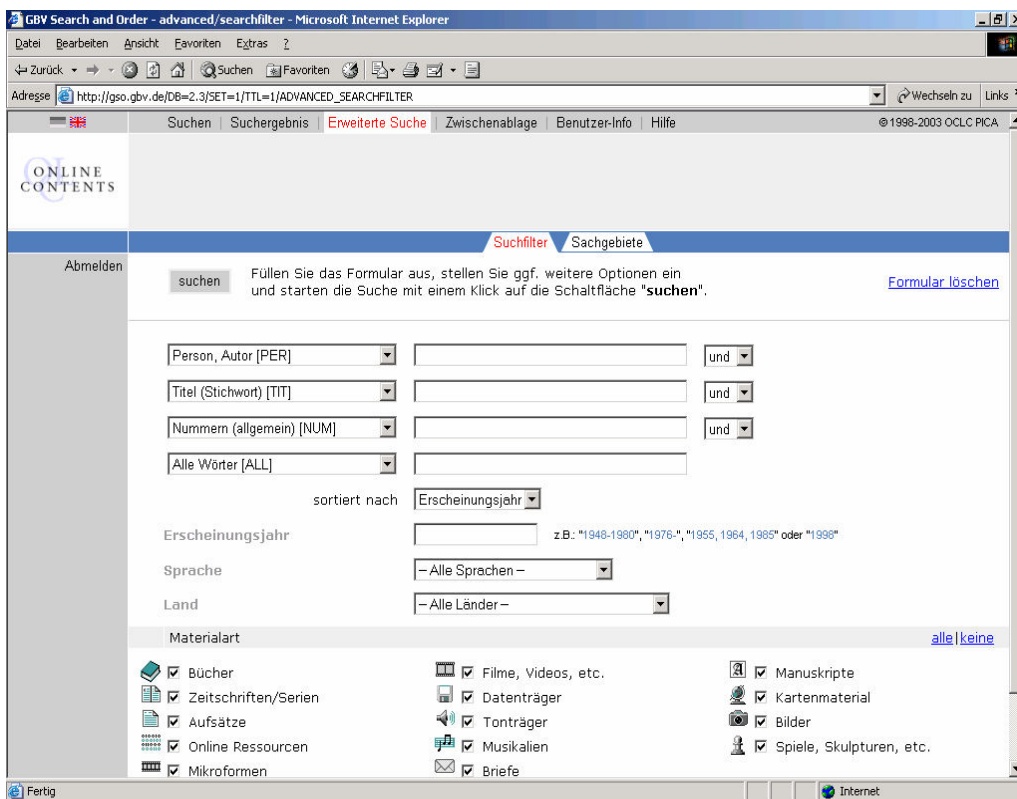 GBV Search and Order - advanced/searchfilter - Microsoft Internet Explorer
Datei Bearbeiten Ansicht Favoriten Extras ?
Zurück Suchen Favoriten
Adresse http://gso.gbv.de/DB=2.3/SET=1/TTL=1/ADVANCED_SEARCHFILTER Wechseln zu Links
Suchen | Suchergebnis | Erweiterte Suche | Zwischenablage | Benutzer-Info | Hilfe @1998-2003 OCLC PICA
ONLINE
CONTENTS
Suchfilter Sachgebiete
Abmelden
suchen
Füllen Sie das Formular aus, stellen Sie ggf. weitere Optionen ein
und starten die Suche mit einem Klick auf die Schaltfläche "suchen".
Formular löschen
Person, Autor [PER] und
Titel (Stichwort) [TIT] und
Nummern (allgemein) [NUM] und
Alle Wörter [ALL]
sortiert nach Erscheinungsjahr
Erscheinungsjahr z.B.: "1948-1980", "1976-", "1955, 1964, 1985" oder "1998"
Sprache – Alle Sprachen –
Land – Alle Länder –
Materialart alle | keine
Bücher Filme, Videos, etc. Manuskripte
Zeitschriften/Serien Datenträger Kartenmaterial
Aufsätze Tonträger Bilder
Online Ressourcen Musikalien Spiele, Skulpturen, etc.
Mikroformen Briefe
Fertig Internet